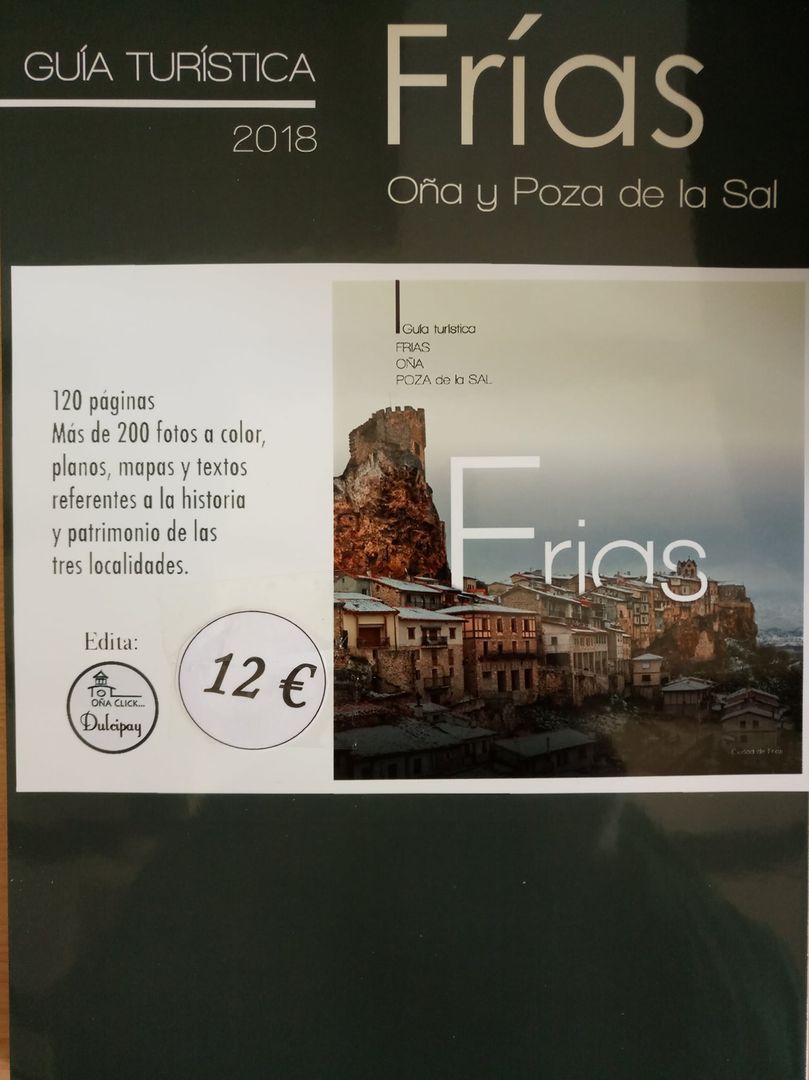 GUÍA TURÍSTICA
2018
Frías
Oña y Poza de la Sal
Guía turística
FRIAS
OÑA
POZA de la SAL
Frias
Ciudad de Frías
120 páginas
Más de 200 fotos a color,
planos, mapas y textos
referentes a la historia
y patrimonio de las
tres localidades.
Edita:
OÑA CLICK...
Dulcipay
12 €